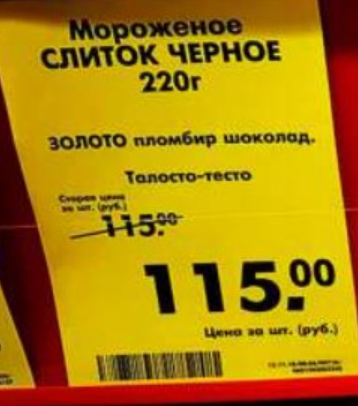 Мороженое
СЛИТОК ЧЕРНОЕ
220г
ЗОЛОТО пломбир шоколад.
Талосто-тесто
Старая цена
за шт. (руб.)
115.00
115.00
Цена за шт. (руб.)